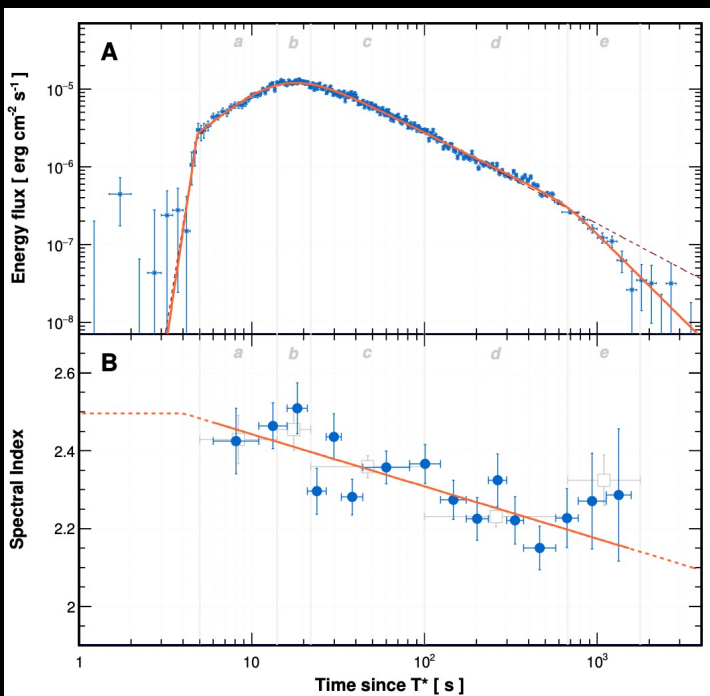 A
a b c d e
Energy flux [ erg cm⁻² s⁻¹ ]
10⁻⁵
10⁻⁶
10⁻⁷
10⁻⁸
B
a b c d e
Spectral Index
2.6
2.4
2.2
2
1 10 10² 10³
Time since T* [ s ]